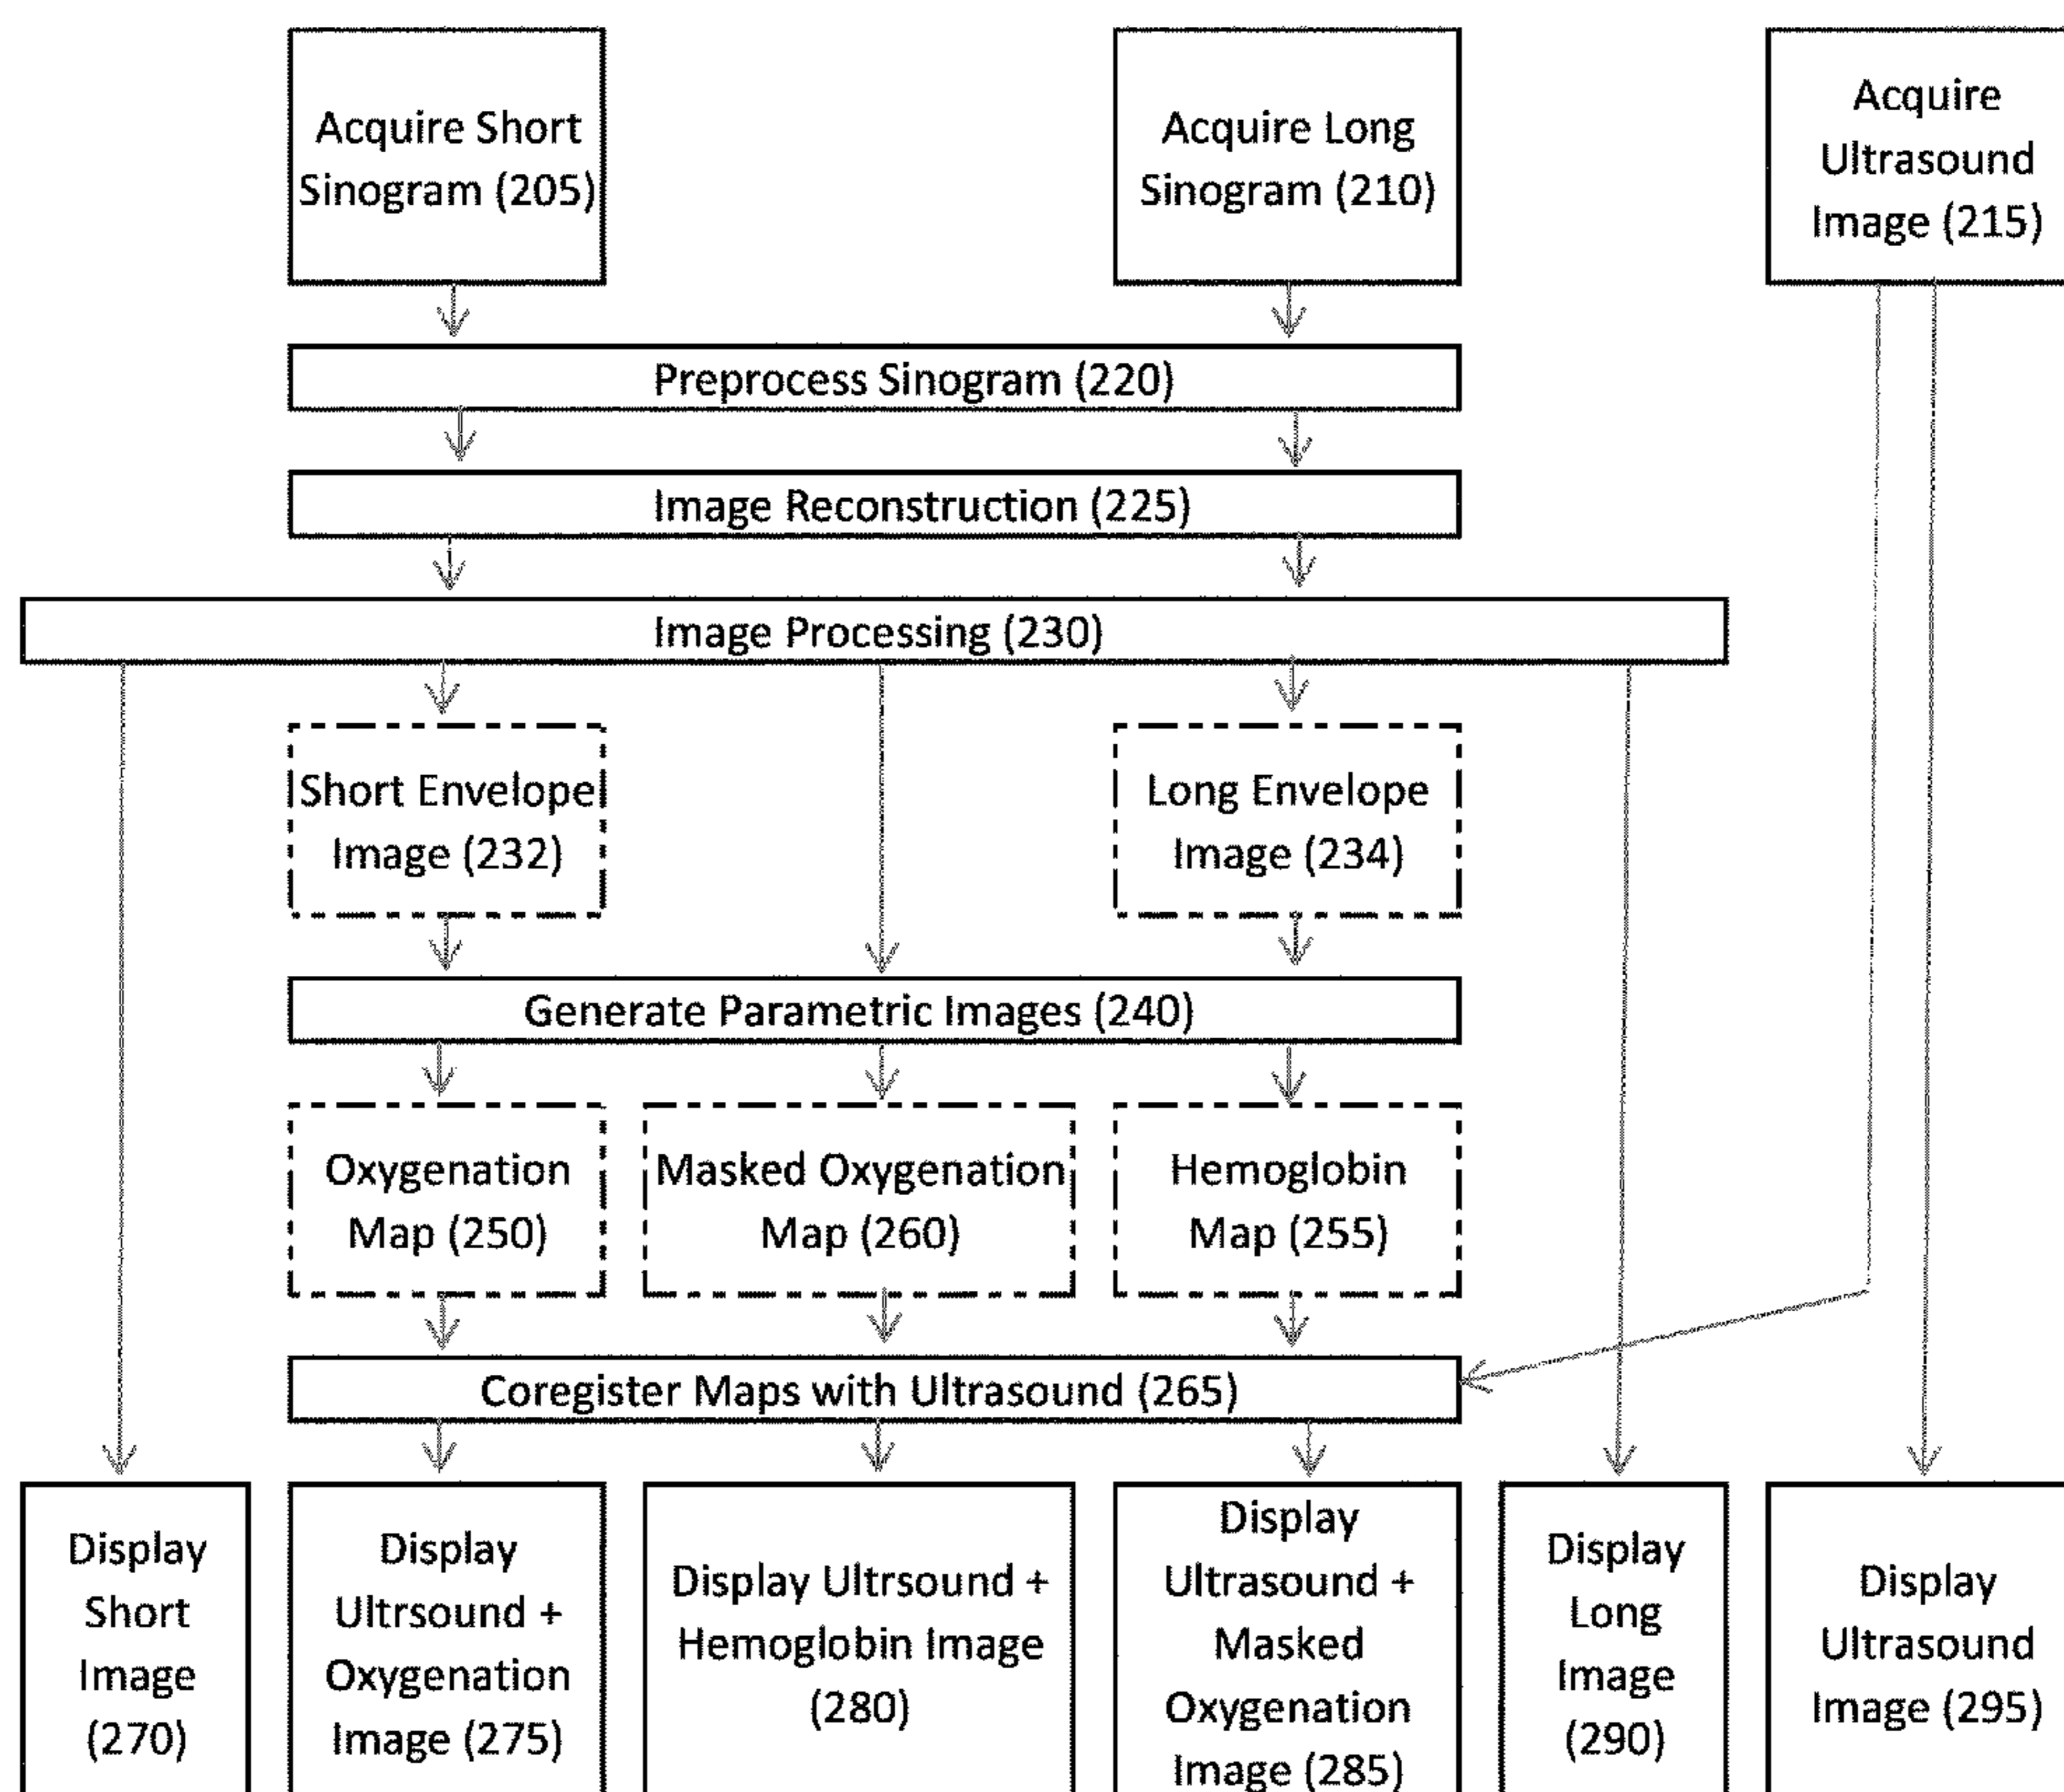 Acquire Short
Sinogram (205)
Acquire Long
Sinogram (210)
Acquire
Ultrasound
Image (215)
Preprocess Sinogram (220)
Image Reconstruction (225)
Image Processing (230)
Short Envelope
Image (232)
Long Envelope
Image (234)
Generate Parametric Images (240)
Oxygenation
Map (250)
Masked Oxygenation
Map (260)
Hemoglobin
Map (255)
Coregister Maps with Ultrasound (265)
Display
Short
Image
(270)
Display
Ultrsound +
Oxygenation
Image (275)
Display Ultrsound +
Hemoglobin Image
(280)
Display
Ultrasound +
Masked
Oxygenation
Image (285)
Display
Long
Image
(290)
Display
Ultrasound
Image (295)